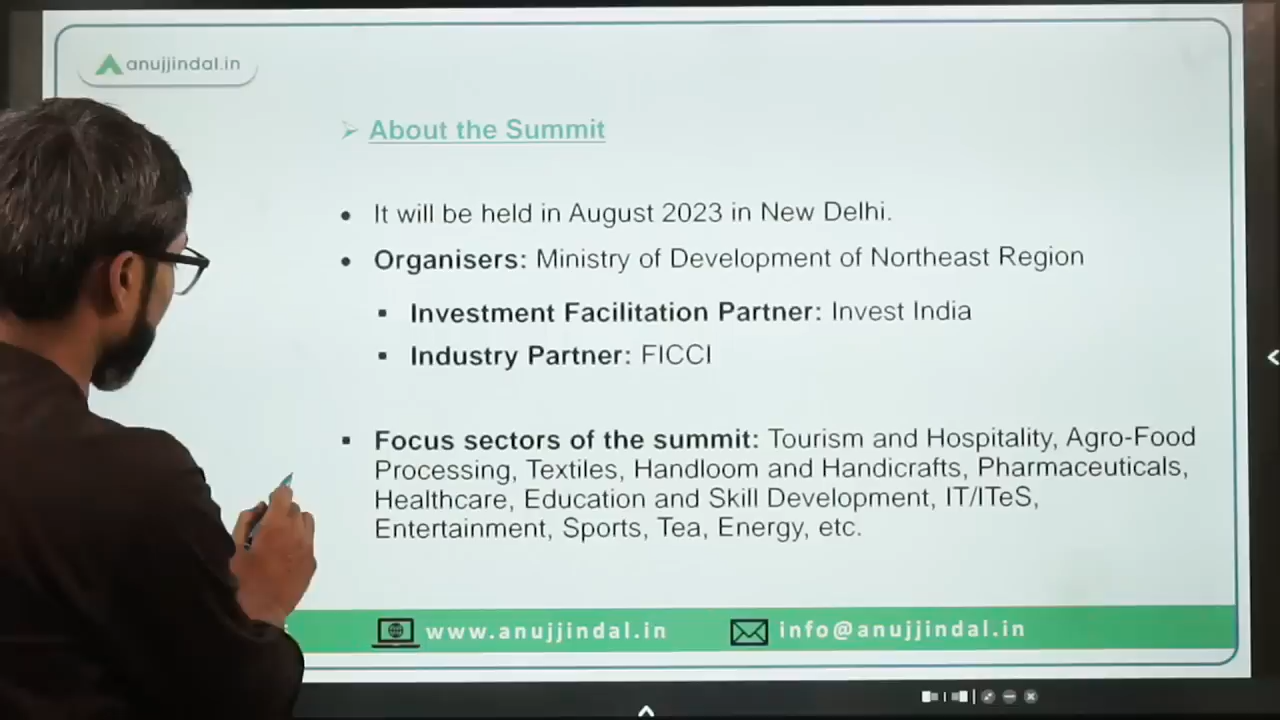 anujjindal.in
About the Summit
It will be held in August 2023 in New Delhi.
Organisers: Ministry of Development of Northeast Region
Investment Facilitation Partner: Invest India
Industry Partner: FICCI
Focus sectors of the summit: Tourism and Hospitality, Agro-Food
Processing, Textiles, Handloom and Handicrafts, Pharmaceuticals,
Healthcare, Education and Skill Development, IT/ITeS,
Entertainment, Sports, Tea, Energy, etc.
www.anujjindal.in info@anujjindal.in